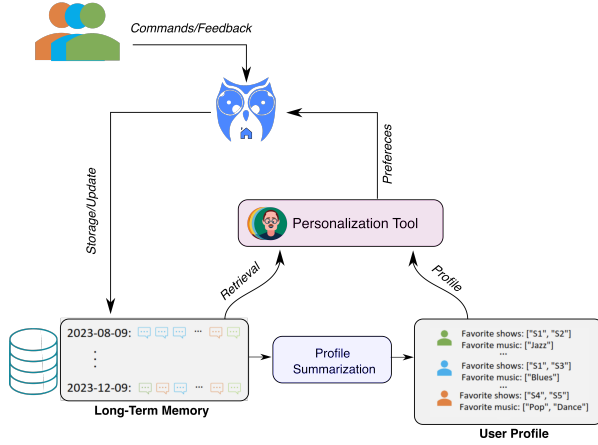 Commands/Feedback
Storage/Update
Prefereces
Personalization Tool
Retrieval
Profile
2023-08-09: ...
2023-12-09: ...
Long-Term Memory
Profile
Summarization
Favorite shows: ["S1", "S2"]
Favorite music: ["Jazz"]
...
Favorite shows: ["S1", "S3"]
Favorite music: ["Blues"]
...
Favorite shows: ["S4", "S5"]
Favorite music: ["Pop", "Dance"]
User Profile